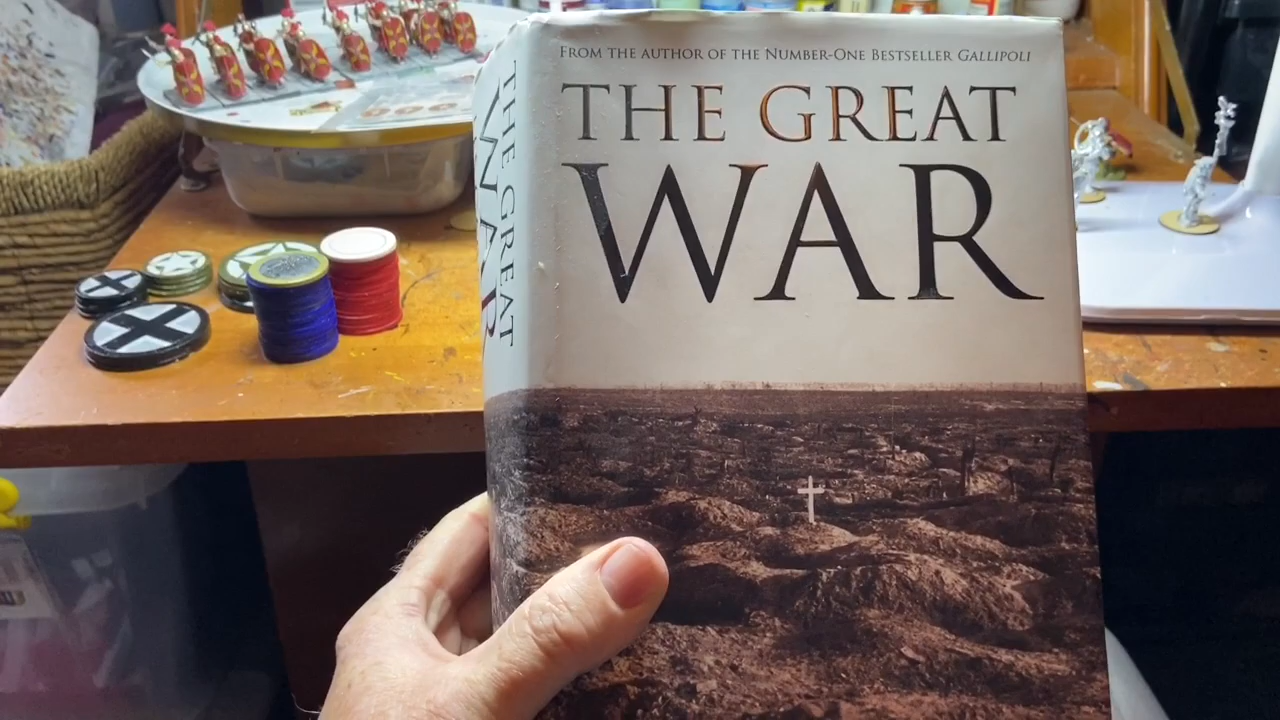 FROM THE AUTHOR OF THE NUMBER-ONE BESTSELLER GALLIPOLI
THE GREAT
WAR
THE GREAT
WAR